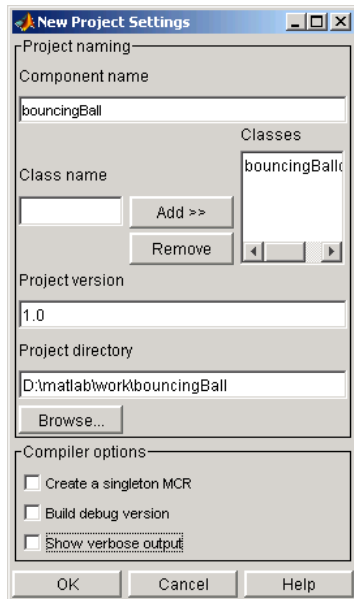 New Project Settings
Project naming
Component name
bouncingBall
Classes
bouncingBall
Class name
Add >>
Remove
Project version
1.0
Project directory
D:\matlab\work\bouncingBall
Browse...
Compiler options
Create a singleton MCR
Build debug version
Show verbose output
OK Cancel Help